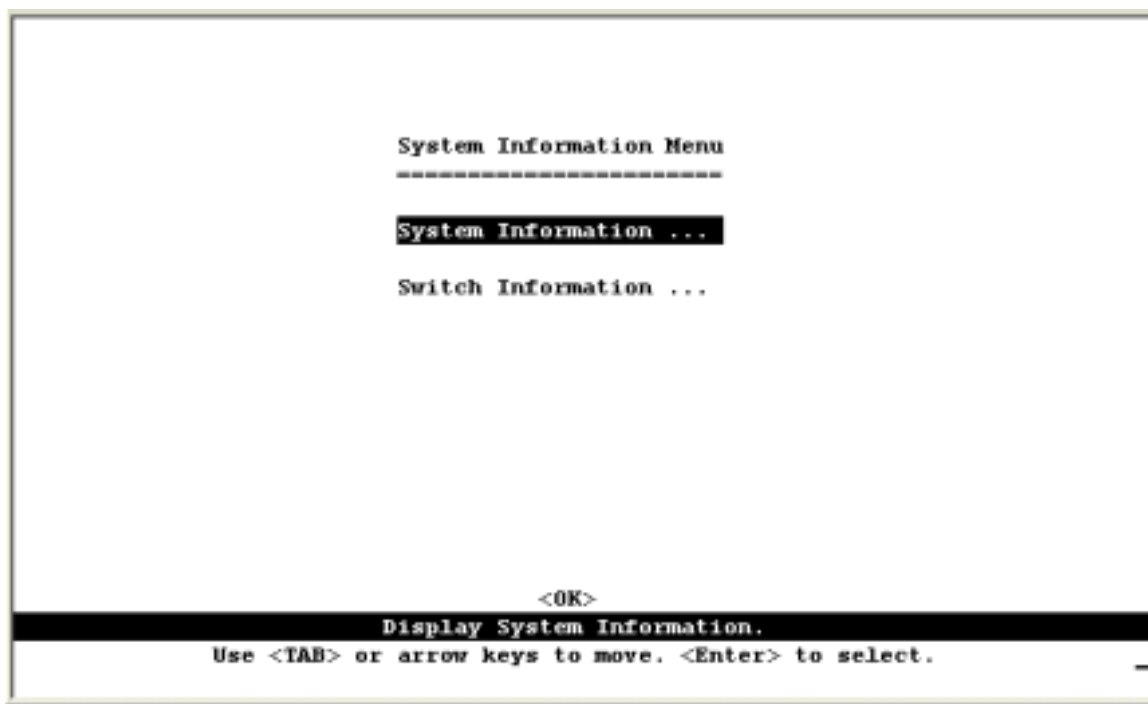 System Information Menu
=======================
System Information ...
Switch Information ...
<OK>
Display System Information.
Use <TAB> or arrow keys to move. <Enter> to select.